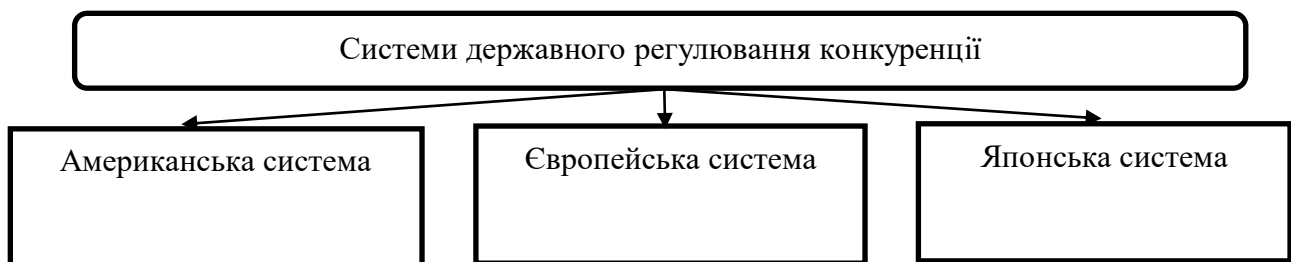 Системи державного регулювання конкуренції
Американська система
Європейська система
Японська система